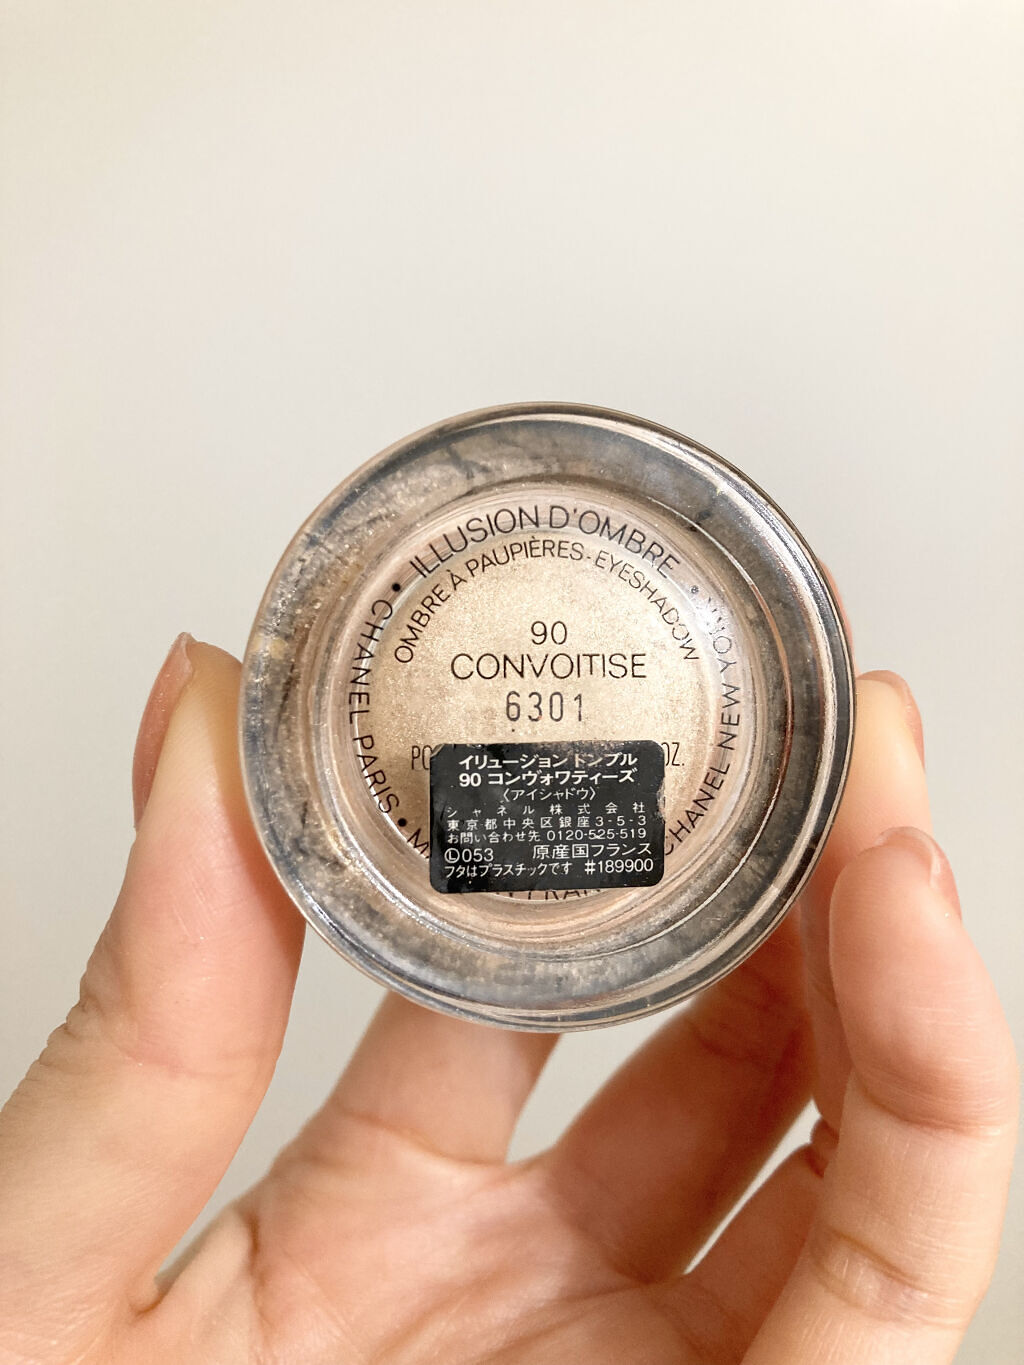 ILLUSION D'OMBRE
OMBRE À PAUPIÈRES-EYESHADOW
90
CONVOITISE
6301
OZ.
• CHANEL PARIS •
CHANEL NEW YORK •
イリュージョン ドンブル
90 コンヴォワティーズ
〈アイシャドウ〉
シャネル株式会社
東京都中央区銀座3-5-3
お問い合わせ先 0120-525-519
Ⓛ053 原産国フランス
フタはプラスチックです #189900